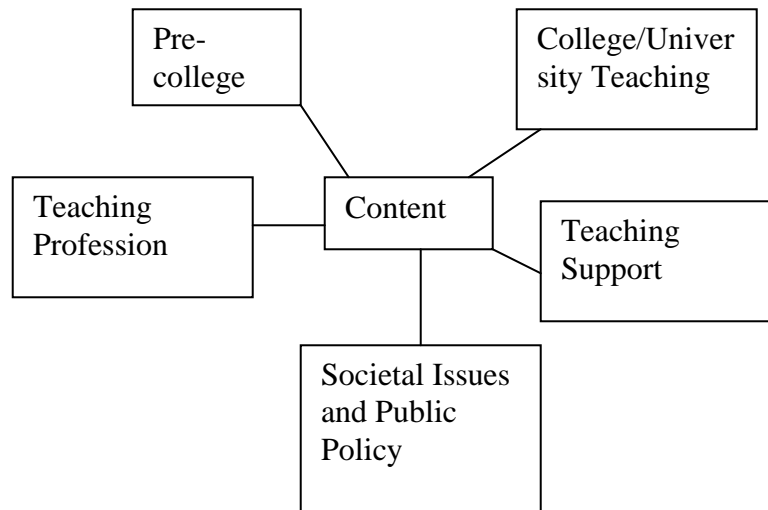 Pre-
college
College/Univer
sity Teaching
Teaching
Profession
Content
Teaching
Support
Societal Issues
and Public
Policy